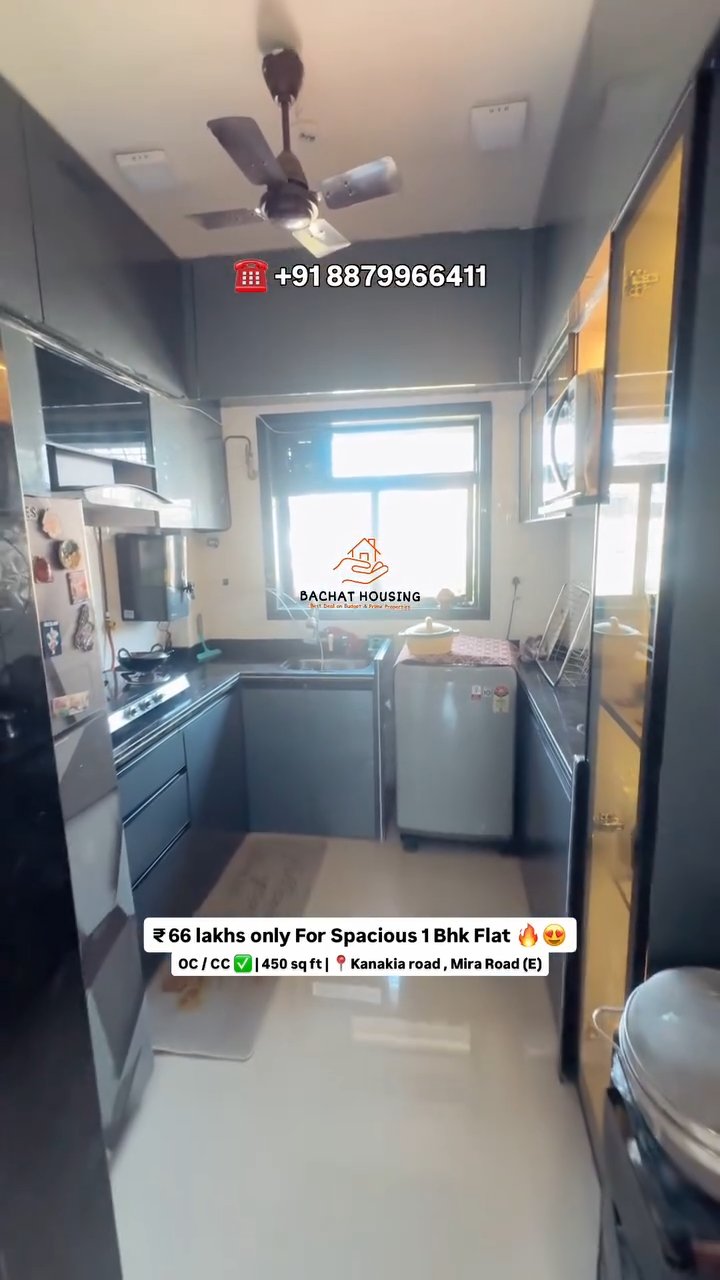 ☎️ +91 8879966411
BACHAT HOUSING
Best Deal on Budget & Prime Properties
₹ 66 lakhs only For Spacious 1 Bhk Flat 🔥😍
OC / CC ✅ | 450 sq ft | 📍 Kanakia road , Mira Road (E)